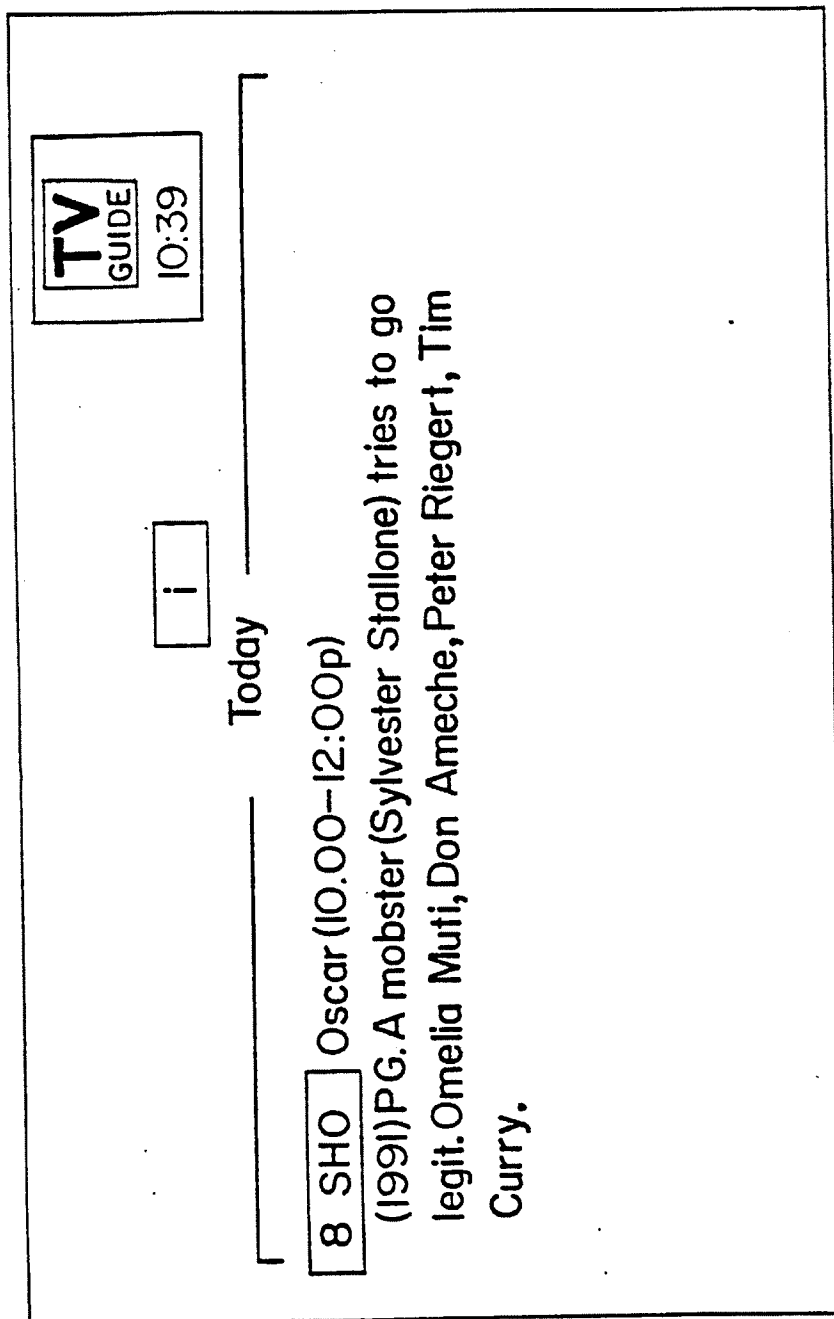 TV
GUIDE
10:39
i
Today
8 SHO Oscar (10.00-12:00p)
(1991)PG. A mobster (Sylvester Stallone) tries to go
legit. Omelia Muti, Don Ameche, Peter Riegert, Tim
Curry.